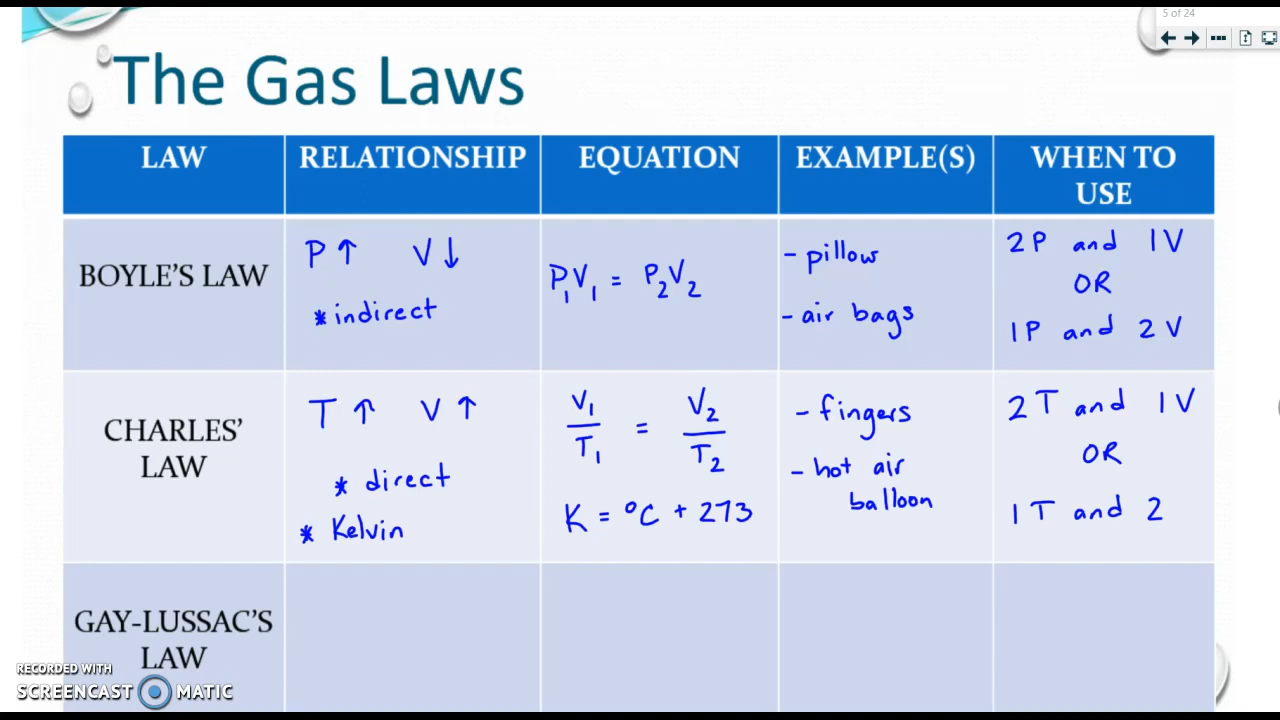 5 of 24
The Gas Laws
LAW
RELATIONSHIP
EQUATION
EXAMPLE(S)
WHEN TO
USE
BOYLE'S LAW
P↑ V↓
* indirect
P₁V₁ = P₂V₂
- pillow
- air bags
2P and 1V
OR
1P and 2V
CHARLES'
LAW
T↑ V↑
* direct
* Kelvin
V₁/T₁ = V₂/T₂
K = °C + 273
- fingers
- hot air
balloon
2T and 1V
OR
1T and 2
GAY-LUSSAC'S
LAW
RECORDED WITH
SCREENCAST MATIC